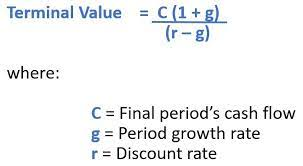 Terminal Value = C (1 + g)
(r – g)
where:
C = Final period's cash flow
g = Period growth rate
r = Discount rate